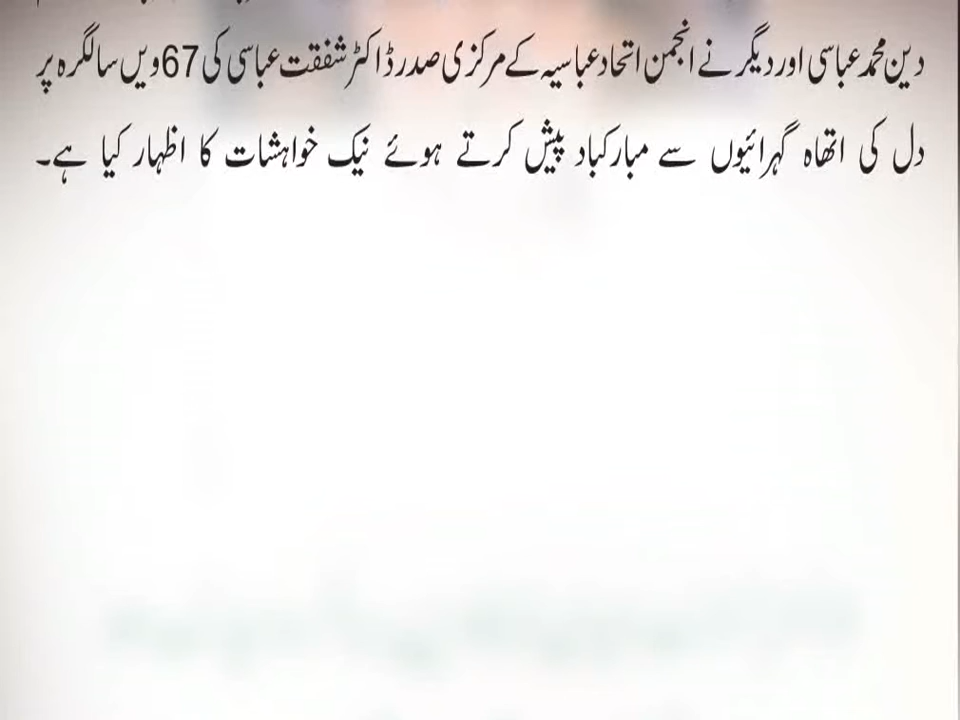 دین محمد عباسی اور دیگر نے انجمن اتحاد عباسیہ کے مرکزی صدر ڈاکٹر شفقت عباسی کی 67ویں سالگرہ پر
دل کی اتھاہ گہرائیوں سے مبارکباد پیش کرتے ہوئے نیک خواہشات کا اظہار کیا ہے۔